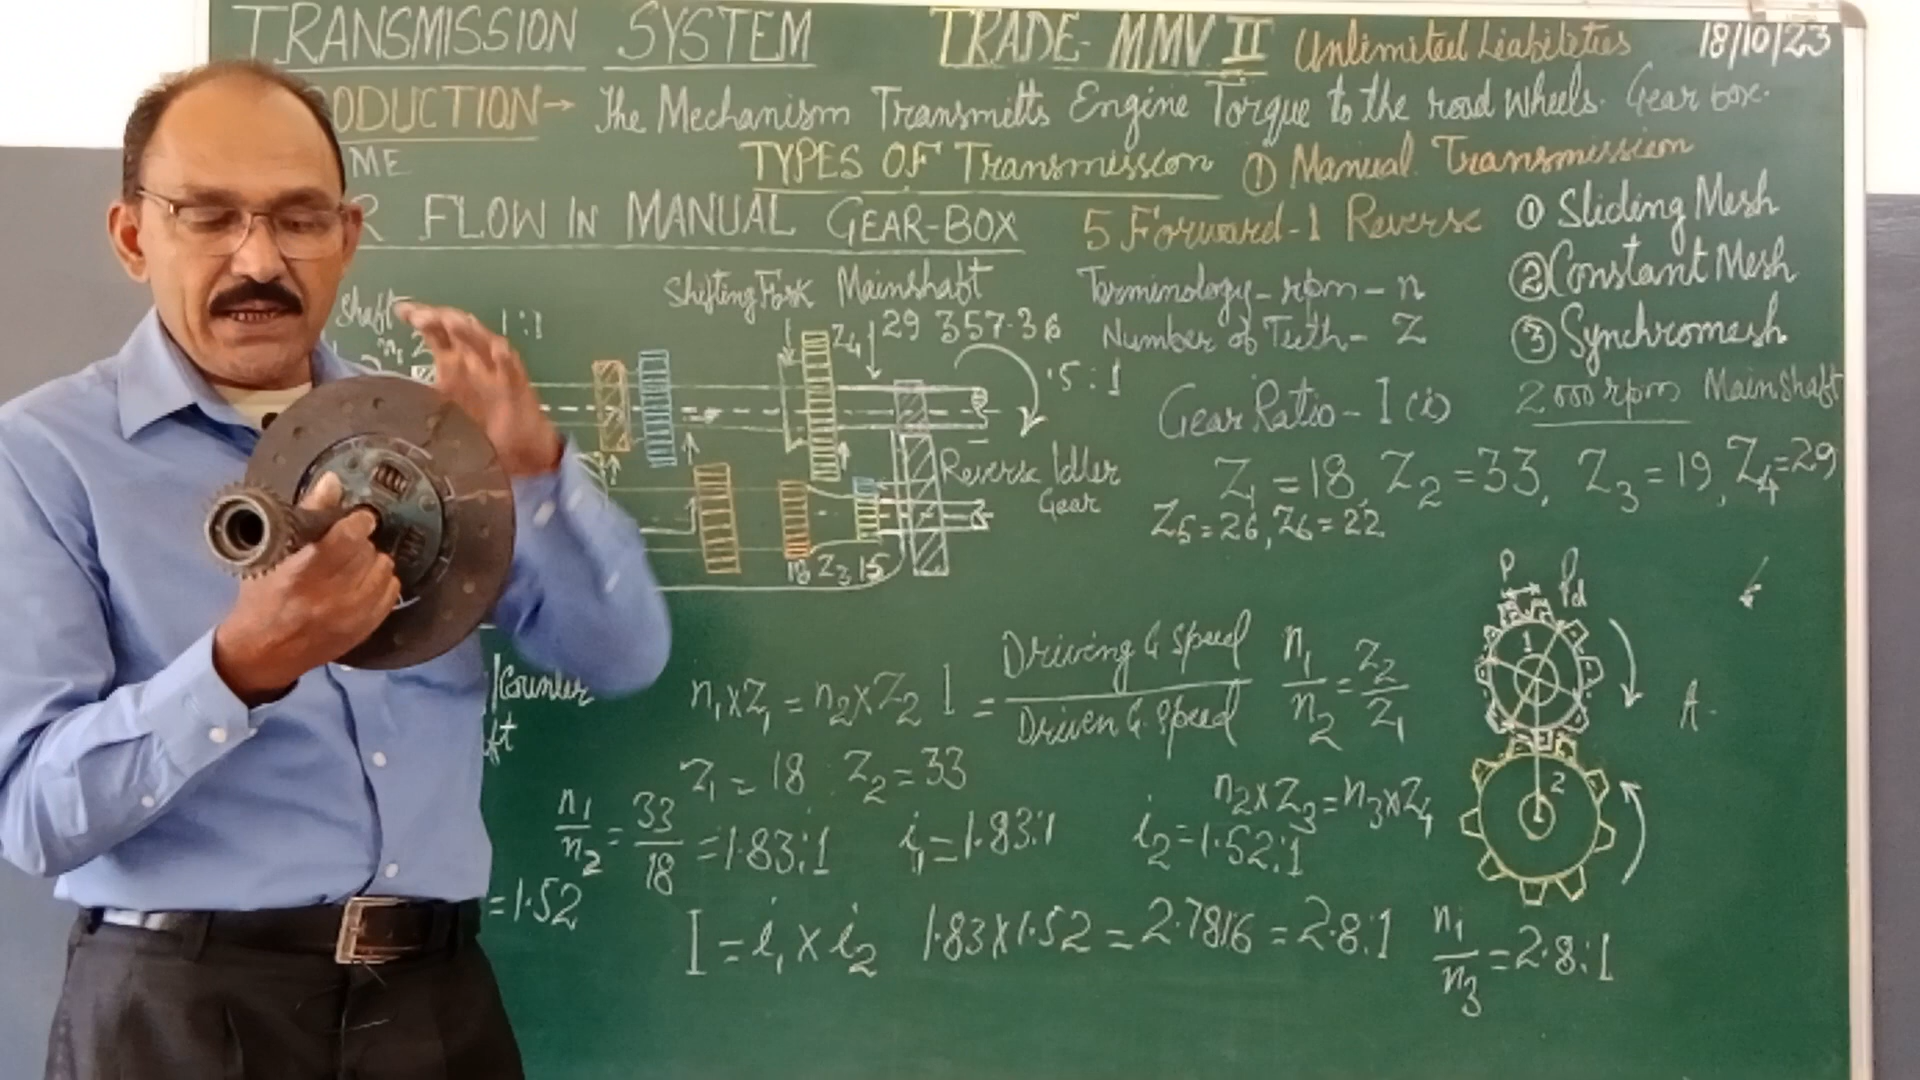 TRANSMISSION SYSTEM TRADE- MMV II Unlimited Liabilities 18/10/23
ODUCTION → The Mechanism Transmitts Engine Torque to the road wheels. Gear box.
ME TYPES OF Transmission ① Manual Transmission
R FLOW IN MANUAL GEAR-BOX 5 Forward-1 Reverse ① Sliding Mesh
② Constant Mesh
③ Synchromesh
Shaft 1:1 Shifting Fork Mainshaft Terminology- rpm- n
Z4 29 Number of Teeth- Z
.5:1 Gear Ratio - I (i) 2000 rpm Mainshaft
Reverse Idler
Gear
Z1=18, Z2=33, Z3=19, Z4=29
Z5=26, Z6=22
18 Z3 15
P Pd
1
2
A-
/Counter
ft
n1xZ1=n2xZ2 I = Driving G Speed / Driven G. Speed n1/n2 = Z2/Z1
Z1= 18 Z2=33
n1/n2 = 33/18 =1.83:1 i1=1.83:1 i2=1.52:1 n2xZ3=n3xZ4
=1.52
I=i1xi2 1.83x1.52=2.7816=2.8:1 n1/n3=2.8:1